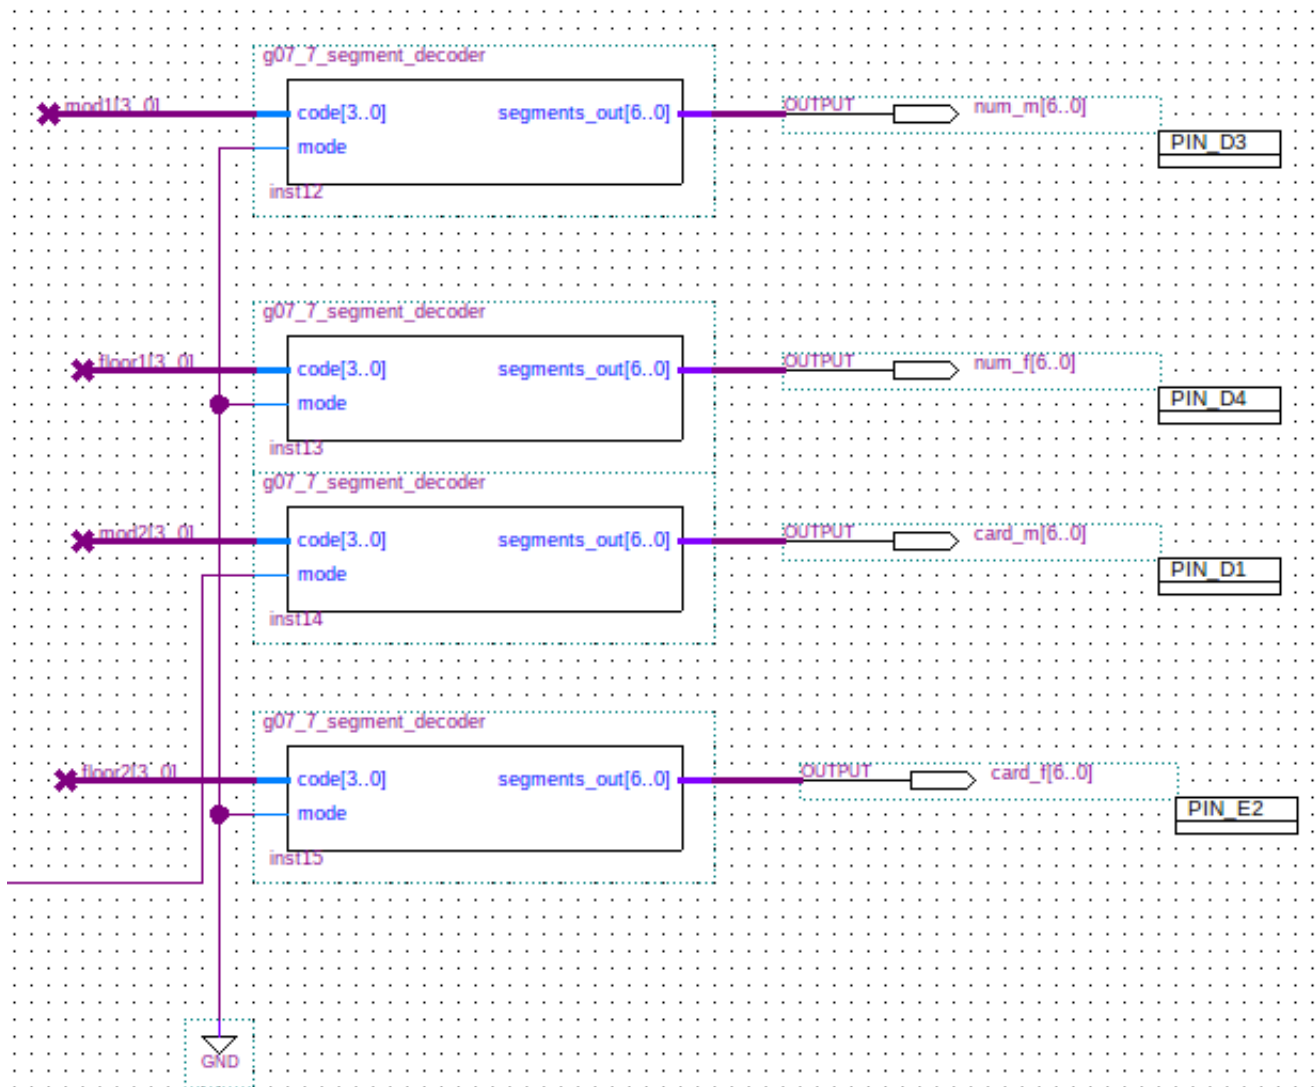 g07_7_segment_decoder
mod1[3..0]
code[3..0]
segments_out[6..0]
OUTPUT
num_m[6..0]
mode
PIN_D3
inst12
g07_7_segment_decoder
floor1[3..0]
code[3..0]
segments_out[6..0]
OUTPUT
num_f[6..0]
mode
PIN_D4
inst13
g07_7_segment_decoder
mod2[3..0]
code[3..0]
segments_out[6..0]
OUTPUT
card_m[6..0]
mode
PIN_D1
inst14
g07_7_segment_decoder
floor2[3..0]
code[3..0]
segments_out[6..0]
OUTPUT
card_f[6..0]
mode
PIN_E2
inst15
GND